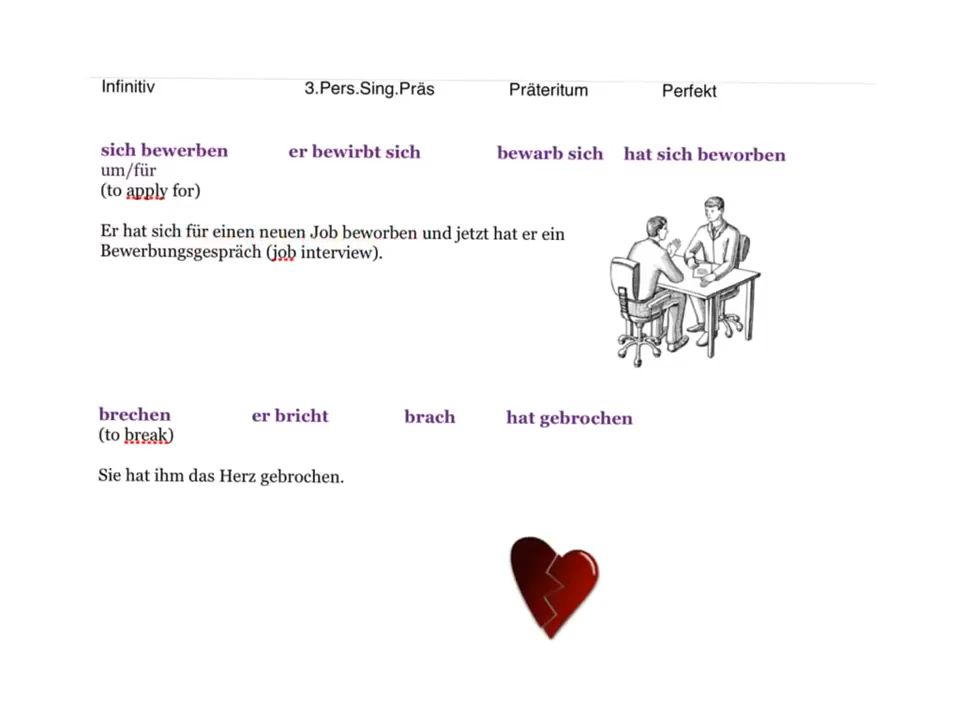 Infinitiv 3.Pers.Sing.Präs Präteritum Perfekt
sich bewerben er bewirbt sich bewarb sich hat sich beworben
um/für
(to apply for)
Er hat sich für einen neuen Job beworben und jetzt hat er ein
Bewerbungsgespräch (job interview).
brechen er bricht brach hat gebrochen
(to break)
Sie hat ihm das Herz gebrochen.